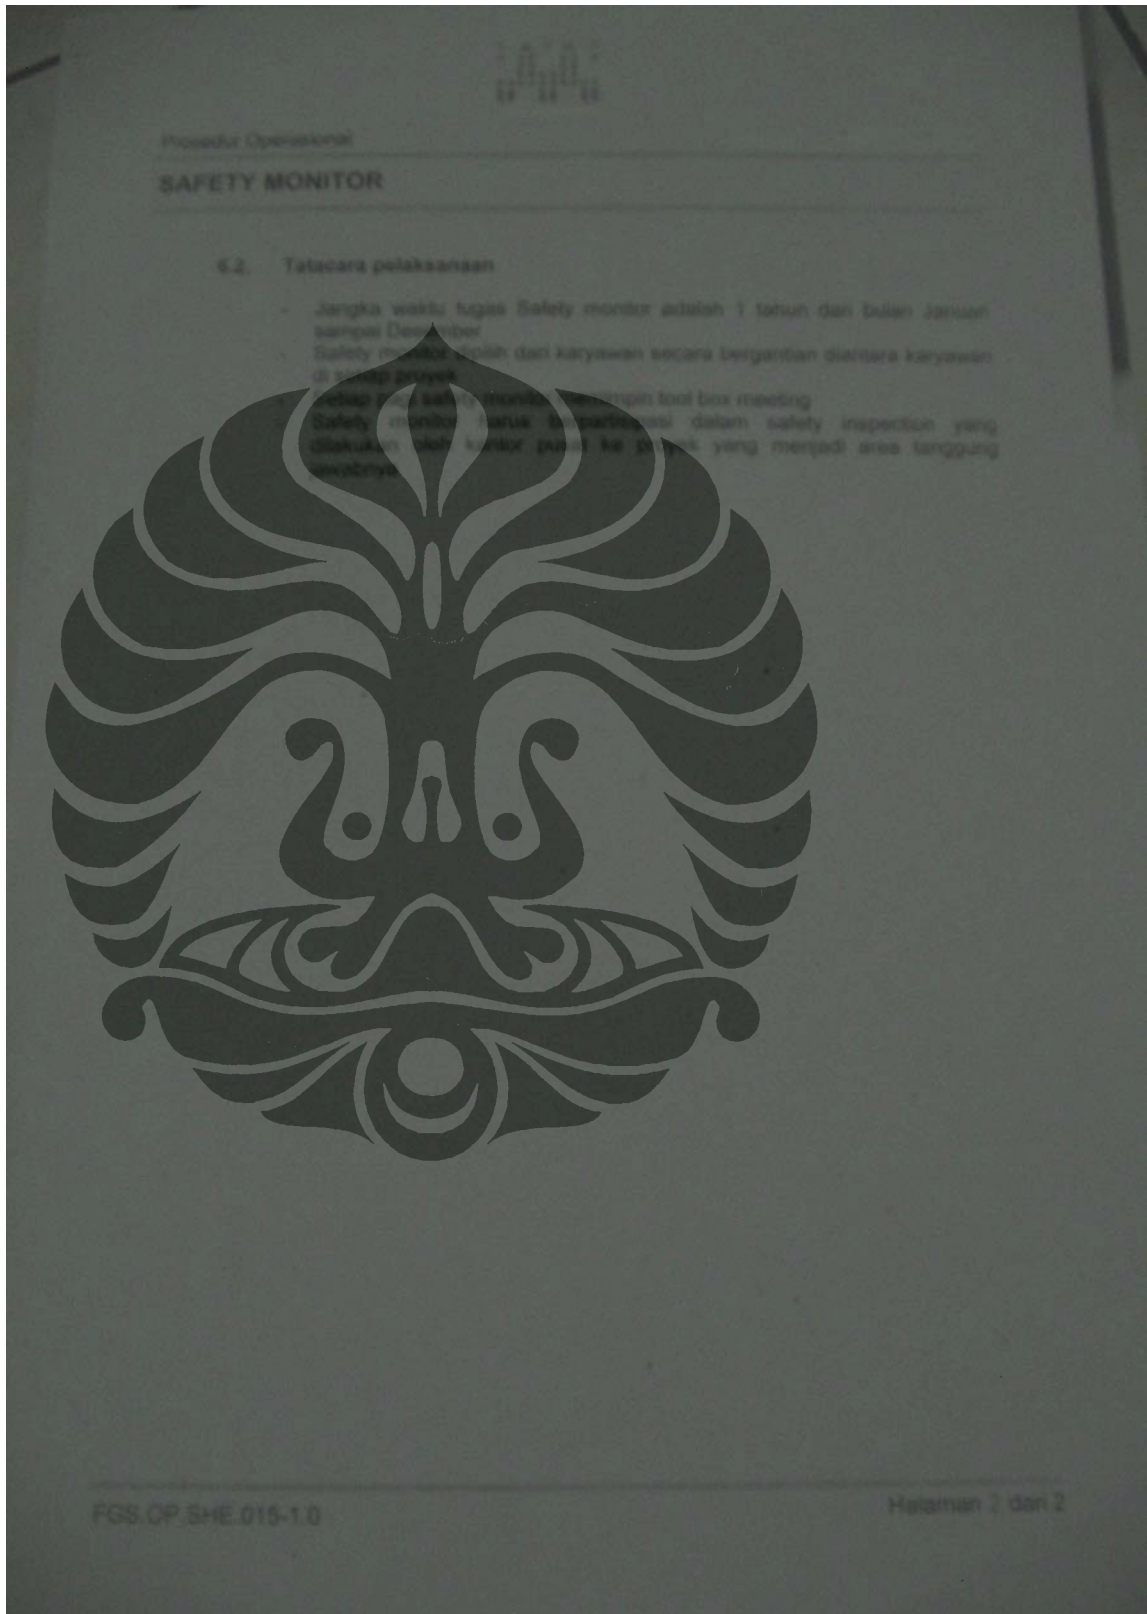 Prosedur Operasional
SAFETY MONITOR
6.2. Tatacara pelaksanaan
- Jangka waktu tugas Safety monitor adalah 1 tahun dari bulan Januari
sampai Desember
- Safety monitor dipilih dari karyawan secara bergantian diantara karyawan
di setiap proyek
- Setiap pagi safety monitor memimpin tool box meeting
- Safety monitor harus berpartisipasi dalam safety inspection yang
dilakukan oleh kantor pusat ke proyek yang menjadi area tanggung
jawabnya
FGS.OP.SHE.015-1.0
Halaman 2 dari 2